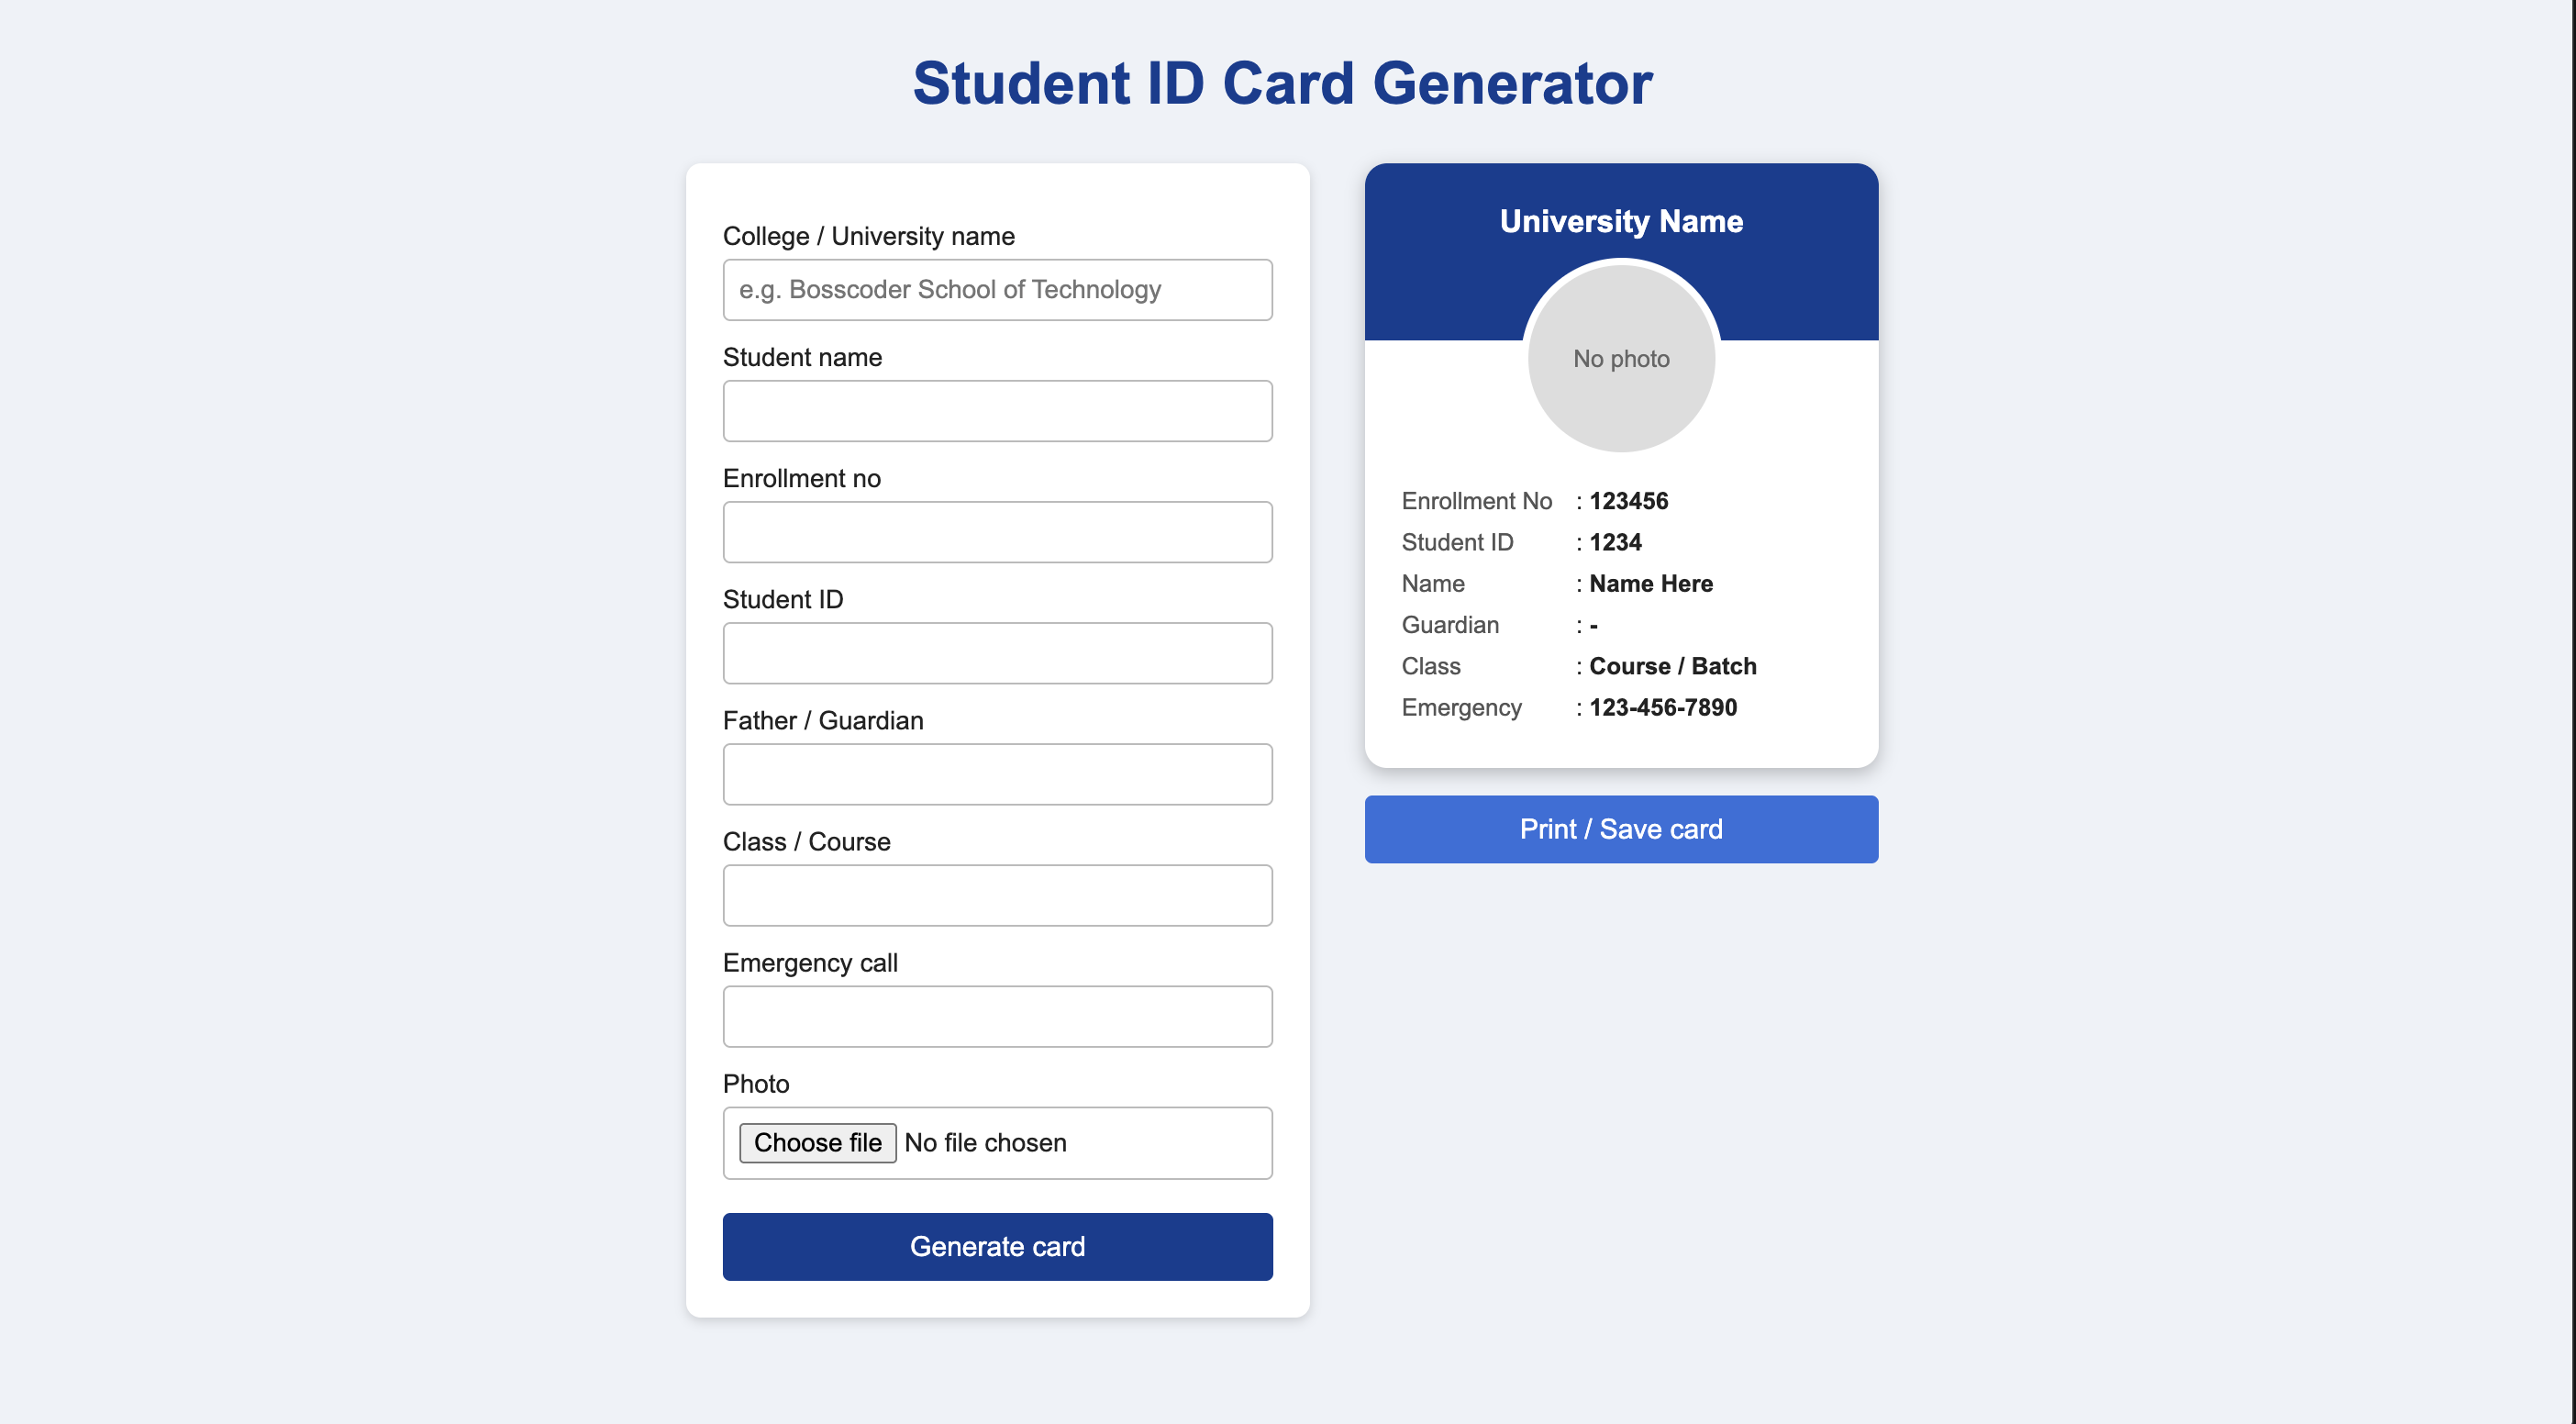 Student ID Card Generator
College / University name
e.g. Bosscoder School of Technology
Student name
Enrollment no
Student ID
Father / Guardian
Class / Course
Emergency call
Photo
Choose file No file chosen
Generate card
University Name
No photo
Enrollment No : 123456
Student ID : 1234
Name : Name Here
Guardian : -
Class : Course / Batch
Emergency : 123-456-7890
Print / Save card